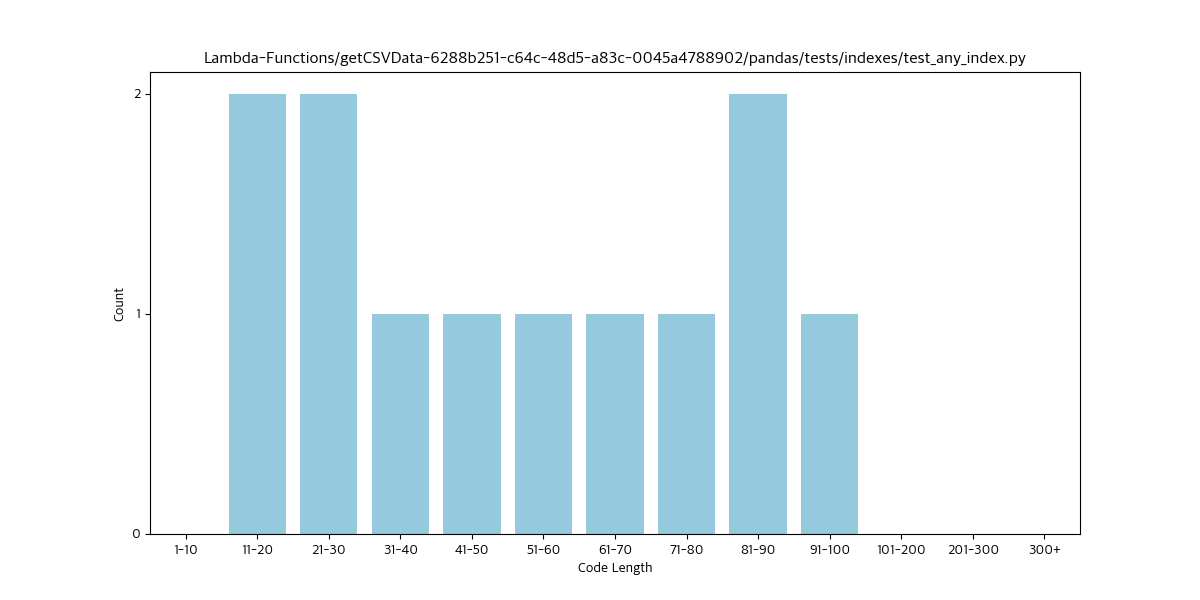 Lambda-Functions/getCSVData-6288b251-c64c-48d5-a83c-0045a4788902/pandas/tests/indexes/test_any_index.py
2
1
0
Count
1-10 11-20 21-30 31-40 41-50 51-60 61-70 71-80 81-90 91-100 101-200 201-300 300+
Code Length